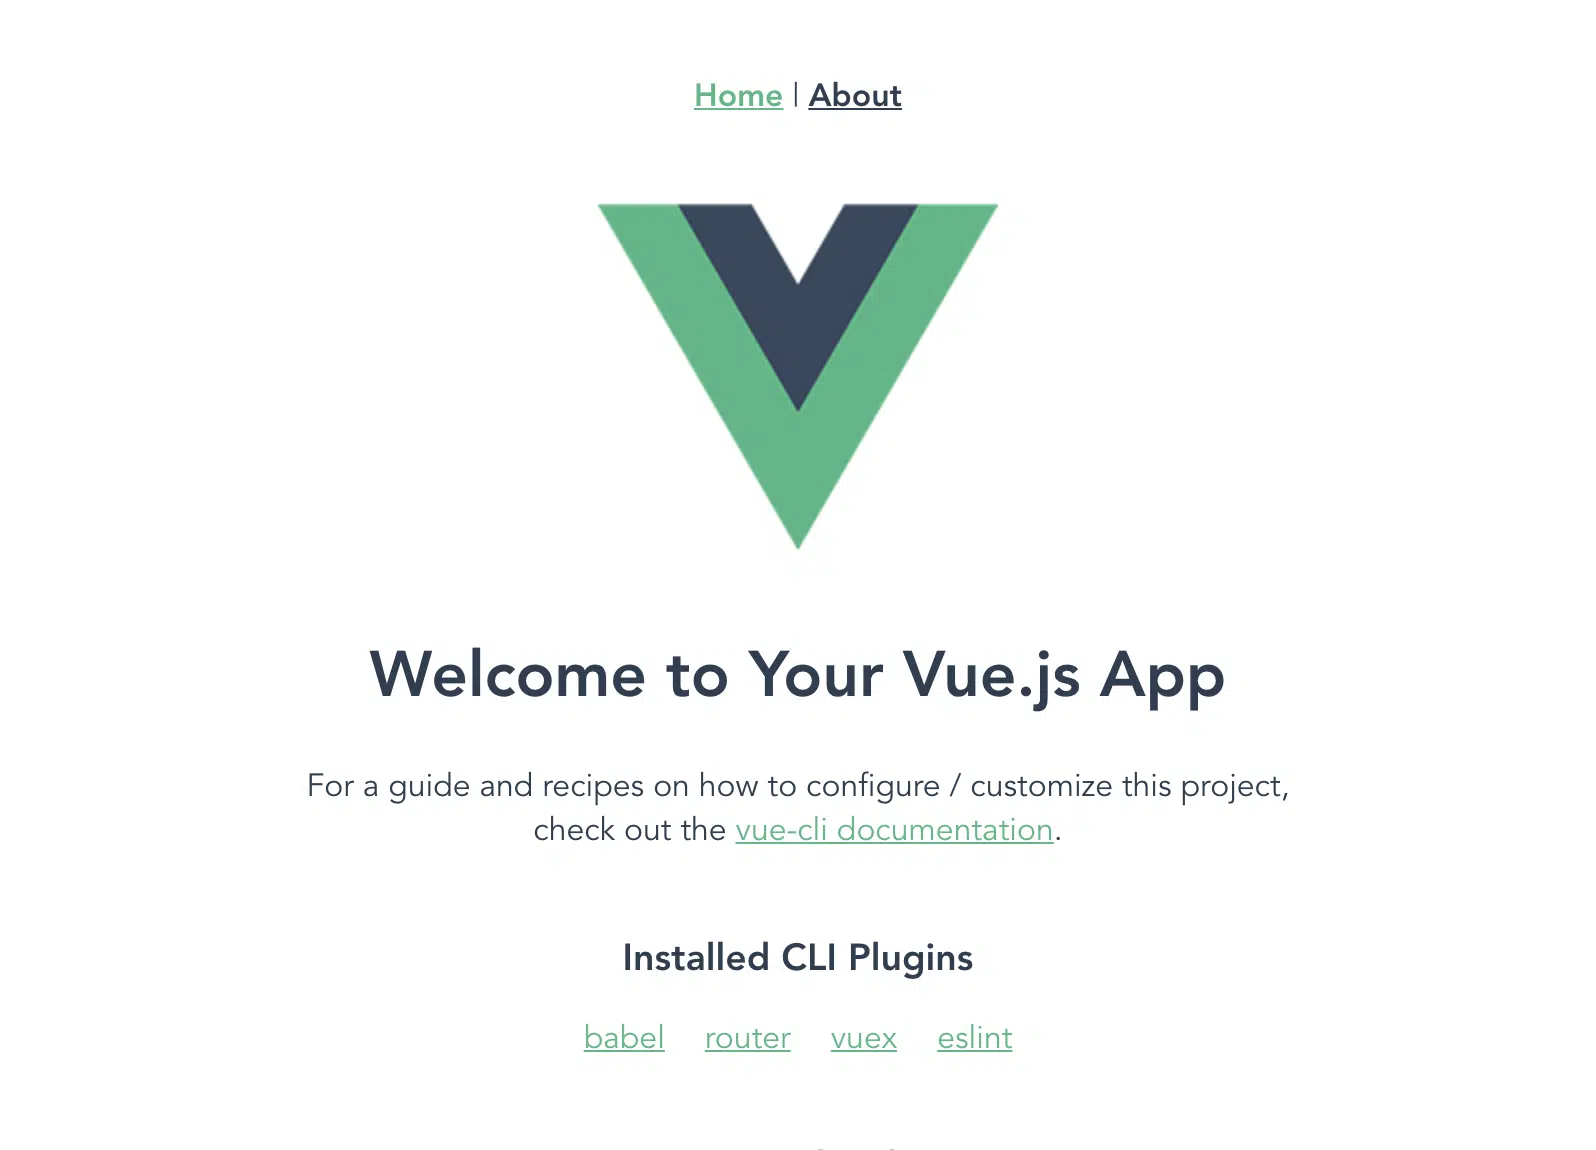 Home | About
Welcome to Your Vue.js App
For a guide and recipes on how to configure / customize this project,
check out the vue-cli documentation.
Installed CLI Plugins
babel router vuex eslint